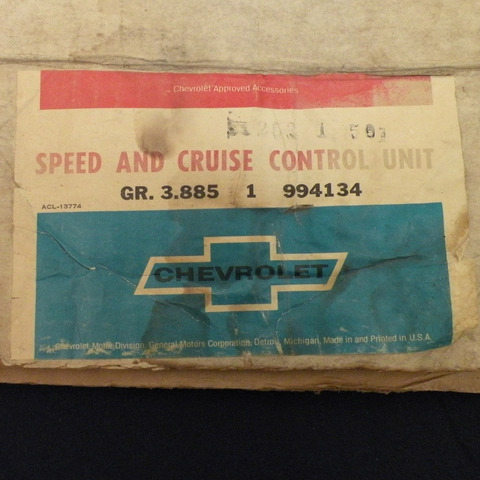 Chevrolet Approved Accessories
SPEED AND CRUISE CONTROL UNIT
GR. 3.885 1 994134
ACL-13774
CHEVROLET
Chevrolet Motor Division, General Motors Corporation, Detroit, Michigan, Made in and Printed in U.S.A.